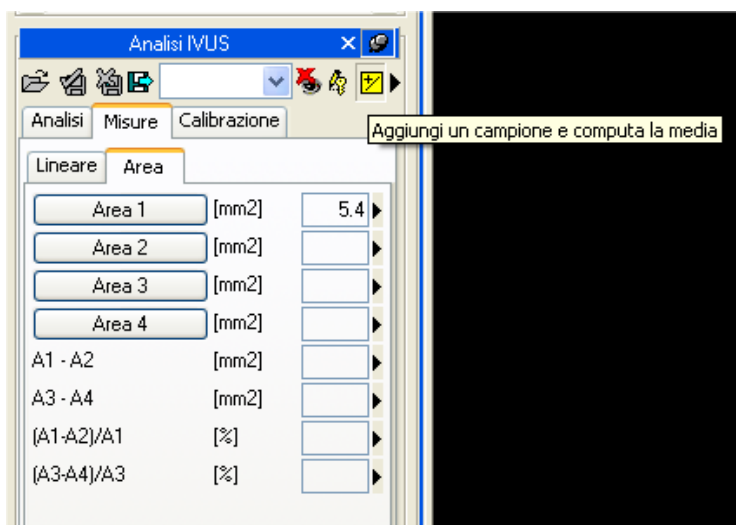 Analisi IVUS
Analisi Misure Calibrazione
Aggiungi un campione e computa la media
Lineare Area
Area 1 [mm2] 5.4
Area 2 [mm2]
Area 3 [mm2]
Area 4 [mm2]
A1 - A2 [mm2]
A3 - A4 [mm2]
(A1-A2)/A1 [%]
(A3-A4)/A3 [%]